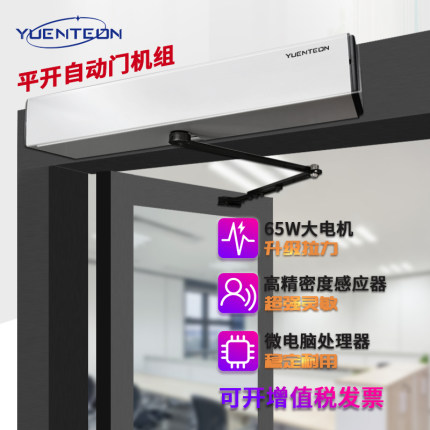 YUENTEON
平开自动门机组
YUENTEON
65W大电机
升级给力
高精密度感应器
超强灵敏
微电脑处理器
稳定耐用
可开增值税发票